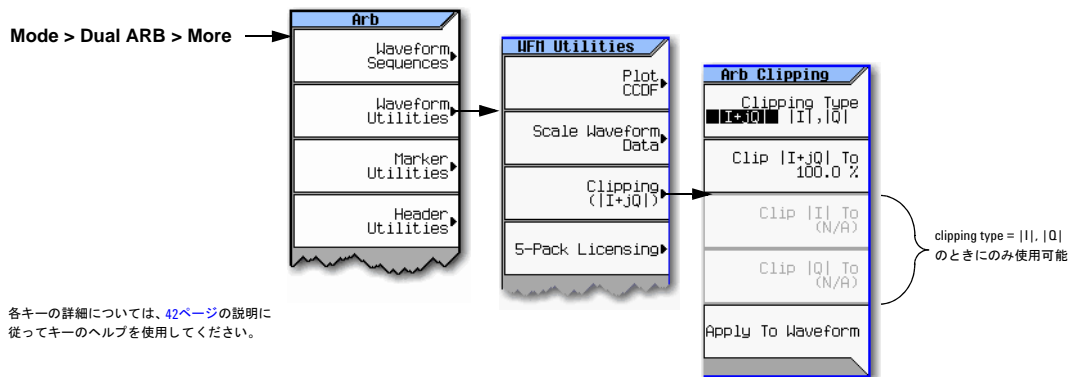 Mode > Dual ARB > More
Arb
Waveform
Sequences
Waveform
Utilities
Marker
Utilities
Header
Utilities
WFM Utilities
Plot
CCDF
Scale Waveform
Data
Clipping
(|I+jQ|)
5-Pack Licensing
Arb Clipping
Clipping Type
|I+jQ| |I|,|Q|
Clip |I+jQ| To
100.0 %
Clip |I| To
(N/A)
Clip |Q| To
(N/A)
Apply To Waveform
clipping type = |I|, |Q|
のときにのみ使用可能
各キーの詳細については、42ページの説明に
従ってキーのヘルプを使用してください。